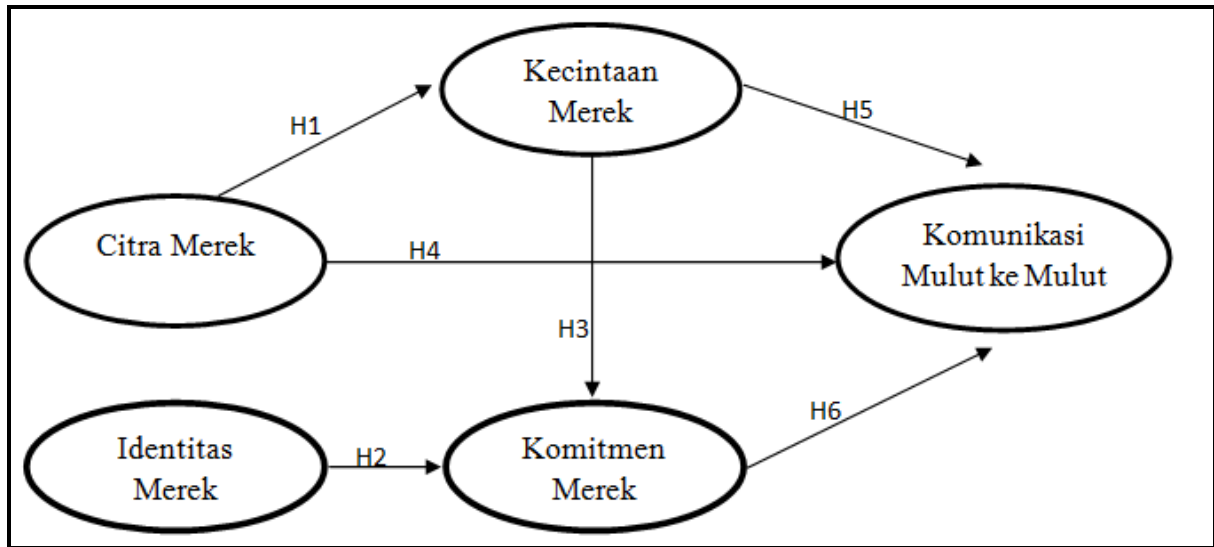 Kecintaan
Merek
H1
H5
Citra Merek
H4
Komunikasi
Mulut ke Mulut
H3
Identitas
Merek
H2
Komitmen
Merek
H6